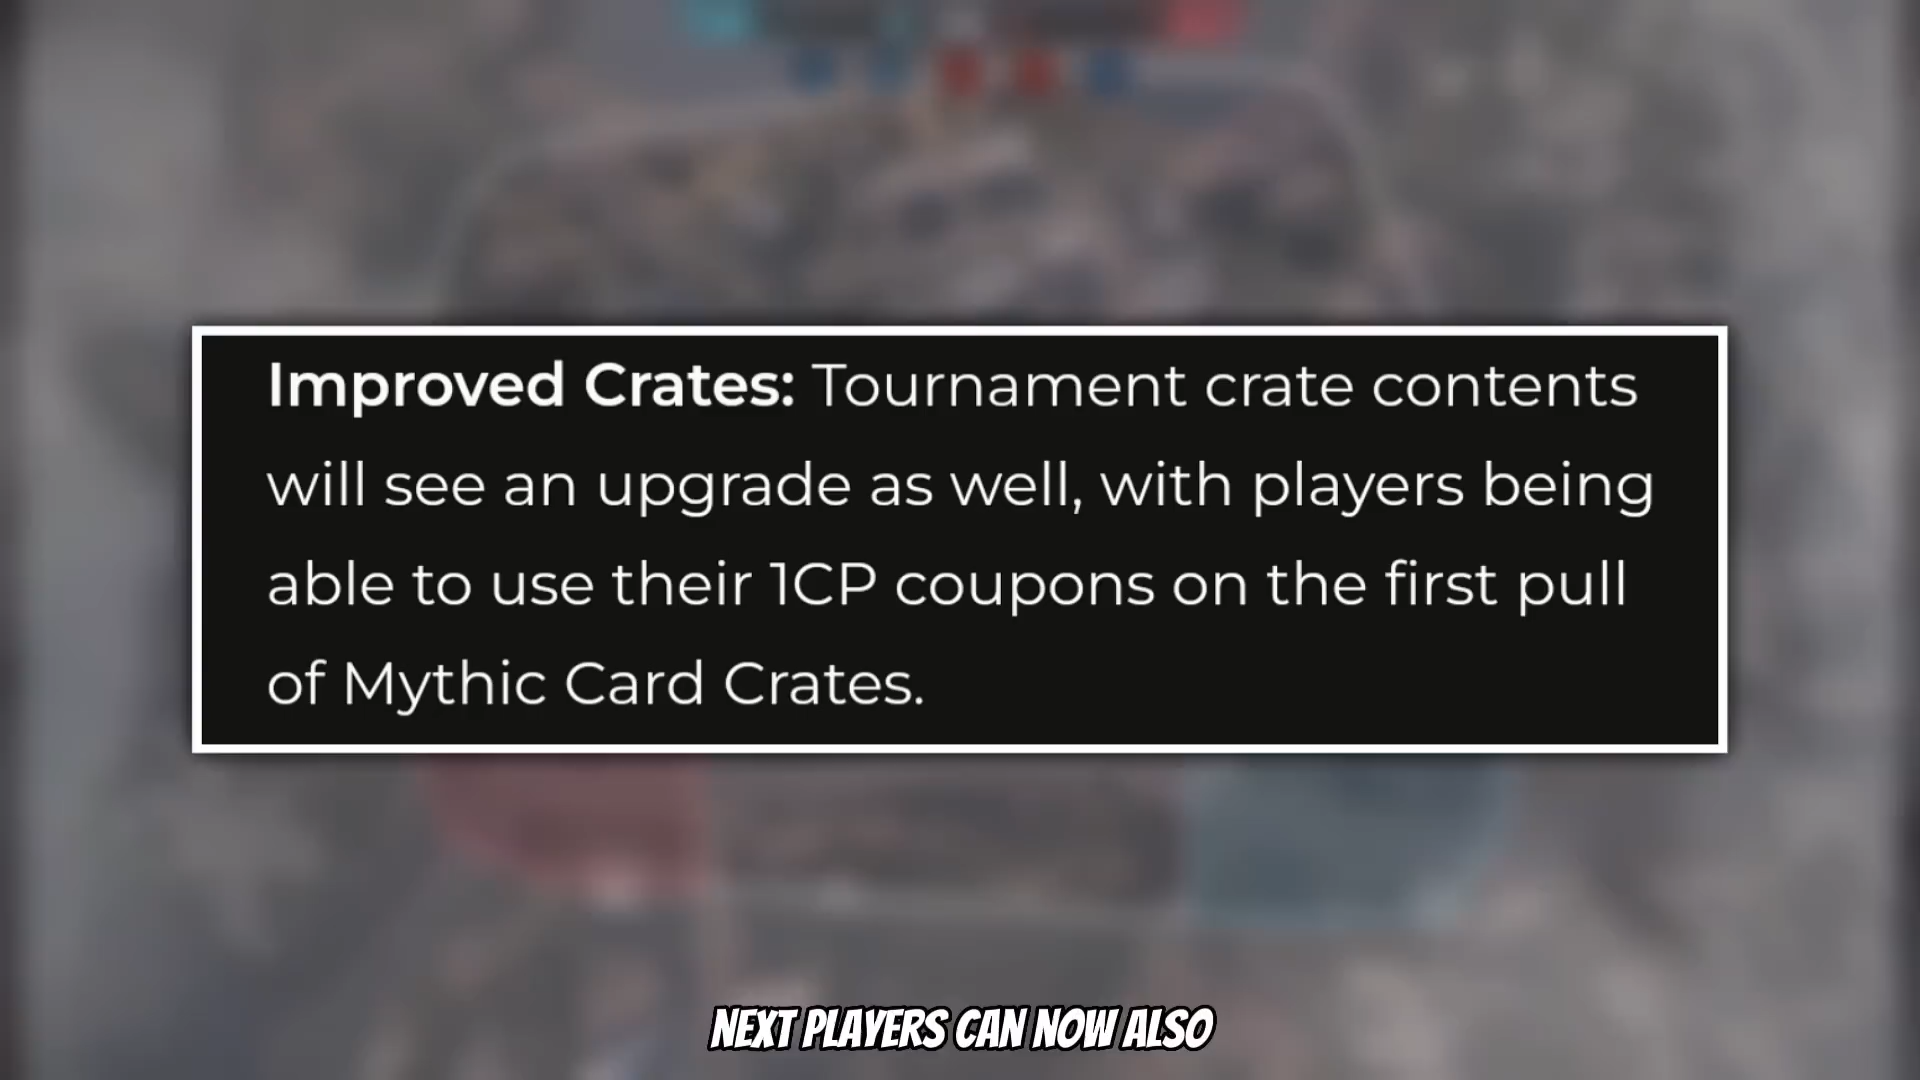 Improved Crates: Tournament crate contents
will see an upgrade as well, with players being
able to use their 1CP coupons on the first pull
of Mythic Card Crates.
NEXT PLAYERS CAN NOW ALSO